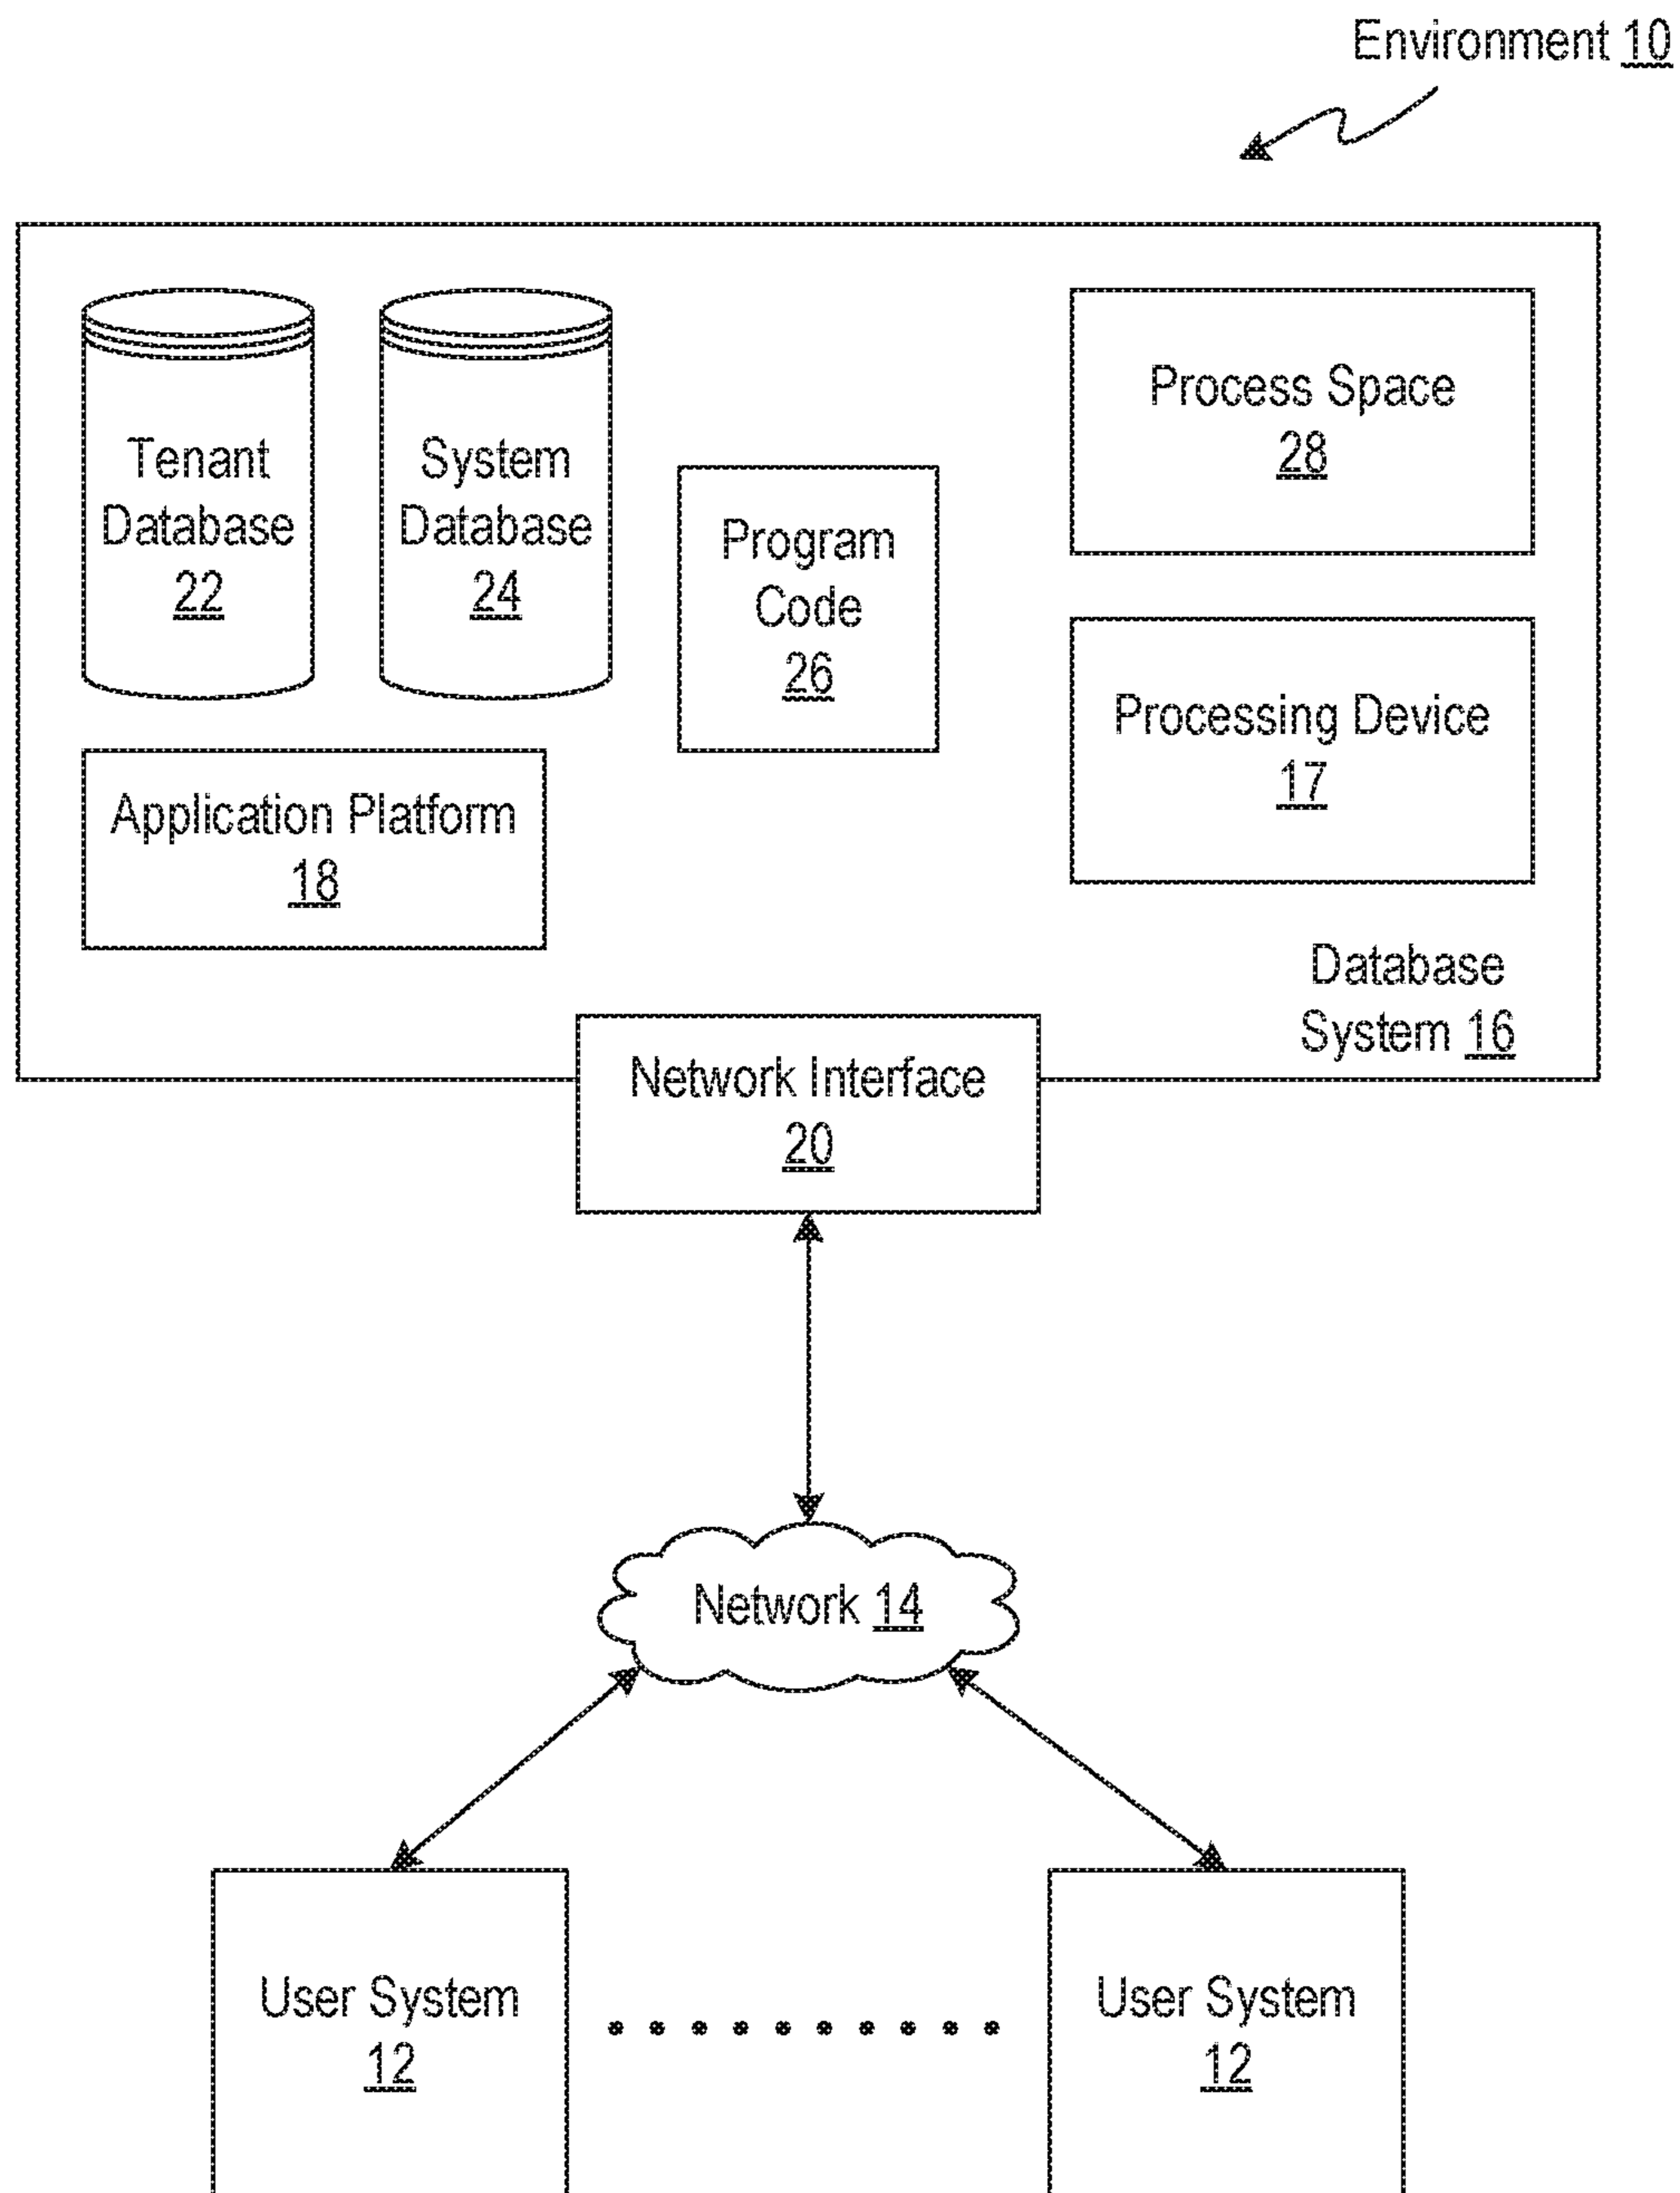 Environment 10
Tenant
Database
22
System
Database
24
Program
Code
26
Process Space
28
Processing Device
17
Application Platform
18
Database
System 16
Network Interface
20
Network 14
User System
12
User System
12